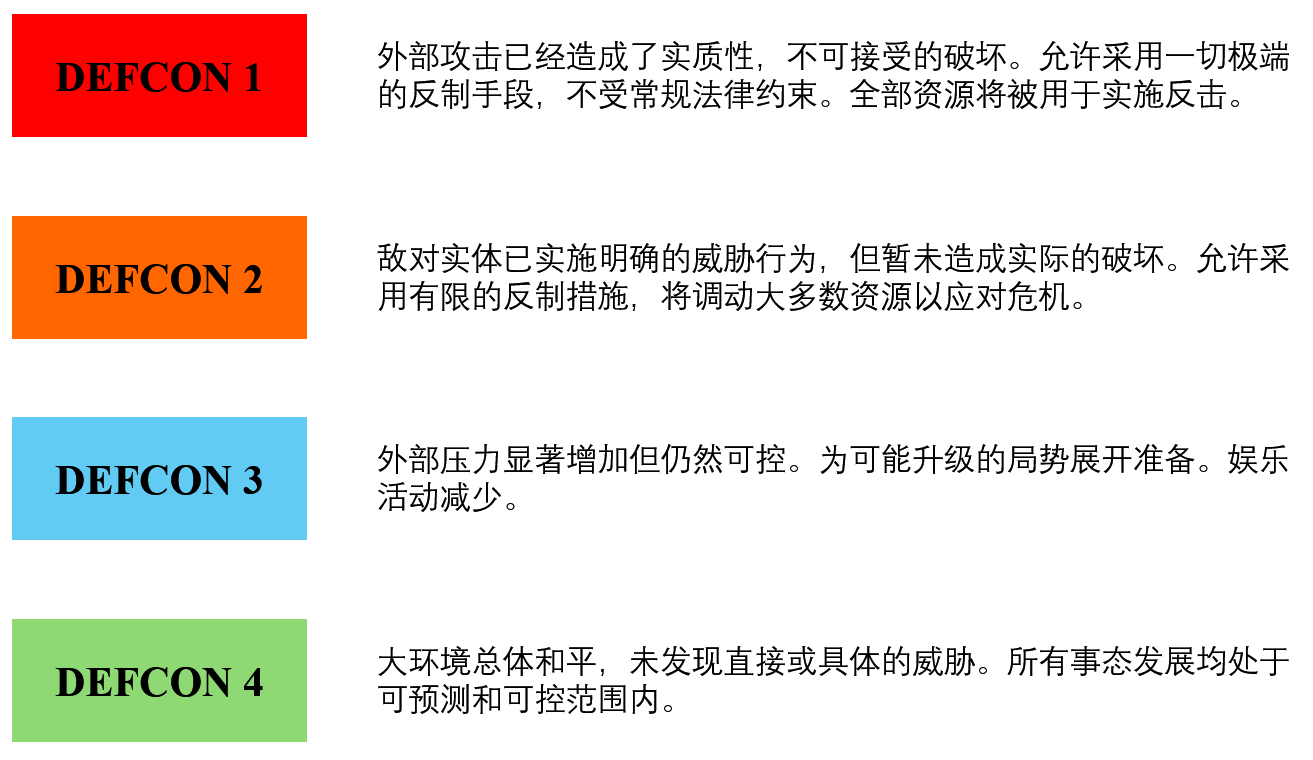 DEFCON 1
外部攻击已经造成了实质性，不可接受的破坏。允许采用一切极端
的反制手段，不受常规法律约束。全部资源将被用于实施反击。
DEFCON 2
敌对实体已实施明确的威胁行为，但暂未造成实际的破坏。允许采
用有限的反制措施，将调动大多数资源以应对危机。
DEFCON 3
外部压力显著增加但仍然可控。为可能升级的局势展开准备。娱乐
活动减少。
DEFCON 4
大环境总体和平，未发现直接或具体的威胁。所有事态发展均处于
可预测和可控范围内。